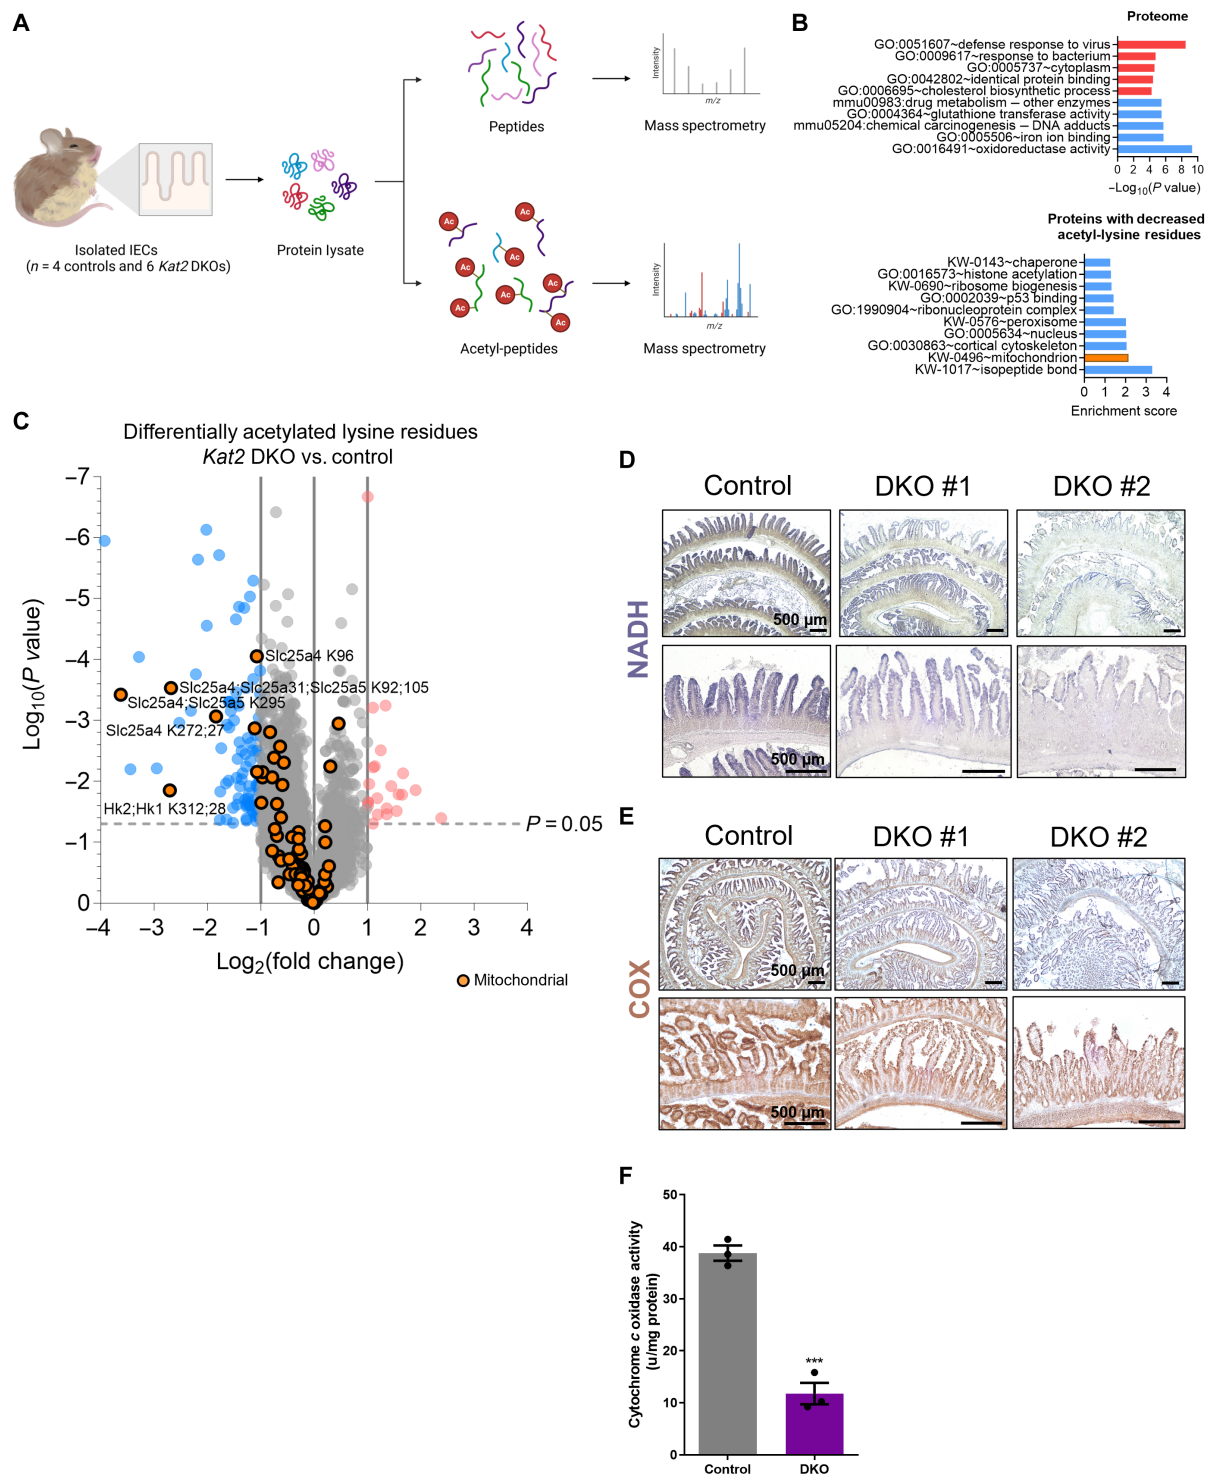 A
Peptides
Intensity
m/z
Mass spectrometry
Isolated IECs
(n = 4 controls and 6 Kat2 DKOs)
Protein lysate
Ac
Ac
Ac
Ac
Ac
Ac
Ac
Acetyl-peptides
Intensity
m/z
Mass spectrometry
B
Proteome
GO:0051607~defense response to virus
GO:0009617~response to bacterium
GO:0005737~cytoplasm
GO:0042802~identical protein binding
GO:0006695~cholesterol biosynthetic process
mmu00983:drug metabolism – other enzymes
GO:0004364~glutathione transferase activity
mmu05204:chemical carcinogenesis – DNA adducts
GO:0005506~iron ion binding
GO:0016491~oxidoreductase activity
0 2 4 6 8 10
–Log10(P value)
Proteins with decreased
acetyl-lysine residues
KW-0143~chaperone
GO:0016573~histone acetylation
KW-0690~ribosome biogenesis
GO:0002039~p53 binding
GO:1990904~ribonucleoprotein complex
KW-0576~peroxisome
GO:0005634~nucleus
GO:0030863~cortical cytoskeleton
KW-0496~mitochondrion
KW-1017~isopeptide bond
0 1 2 3 4
Enrichment score
C
Differentially acetylated lysine residues
Kat2 DKO vs. control
Log10(P value)
–7
–6
–5
–4
–3
–2
–1
0
Slc25a4 K96
Slc25a4;Slc25a31;Slc25a5 K92;105
Slc25a4;Slc25a5 K295
Slc25a4 K272;27
Hk2;Hk1 K312;28
P = 0.05
–4 –3 –2 –1 0 1 2 3 4
Log2(fold change)
Mitochondrial
D
Control DKO #1 DKO #2
NADH
500 µm
500 µm
E
Control DKO #1 DKO #2
COX
500 µm
500 µm
F
Cytochrome c oxidase activity
(u/mg protein)
50
40
30
20
10
0
***
Control DKO